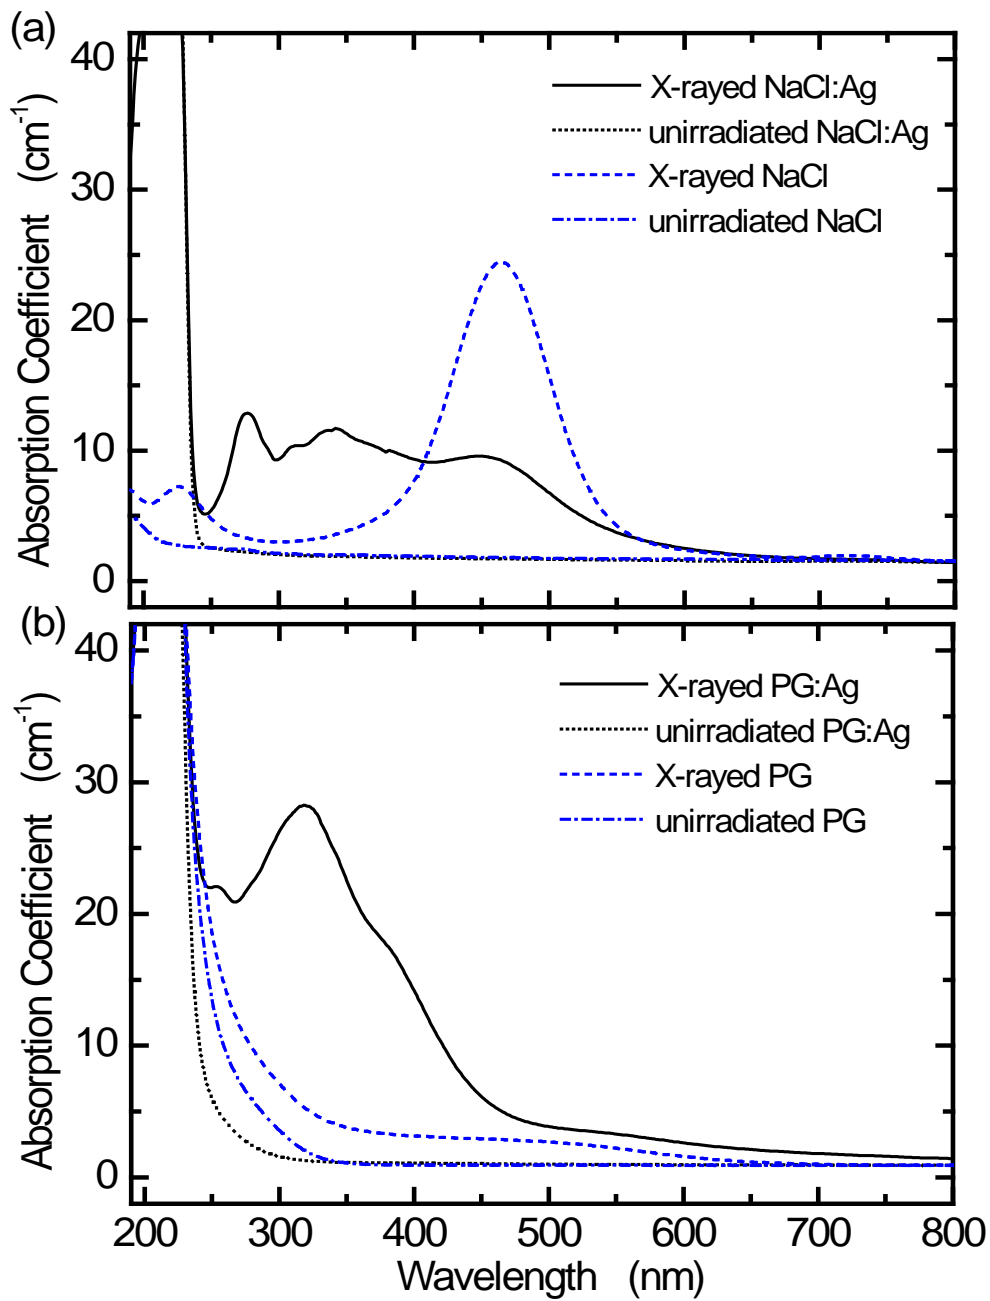 (a)
40
30
20
10
0
Absorption Coefficient (cm⁻¹)
X-rayed NaCl:Ag
unirradiated NaCl:Ag
X-rayed NaCl
unirradiated NaCl
(b)
40
30
20
10
0
Absorption Coefficient (cm⁻¹)
X-rayed PG:Ag
unirradiated PG:Ag
X-rayed PG
unirradiated PG
200 300 400 500 600 700 800
Wavelength (nm)